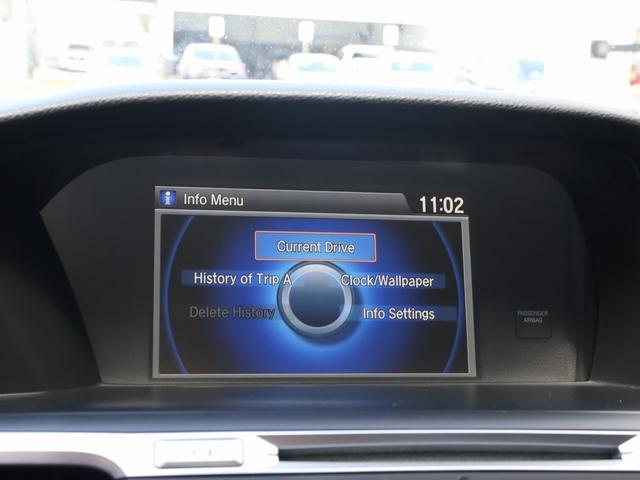 i Info Menu 11:02
Current Drive
History of Trip A Clock/Wallpaper
Delete History Info Settings
PASSENGER
AIRBAG